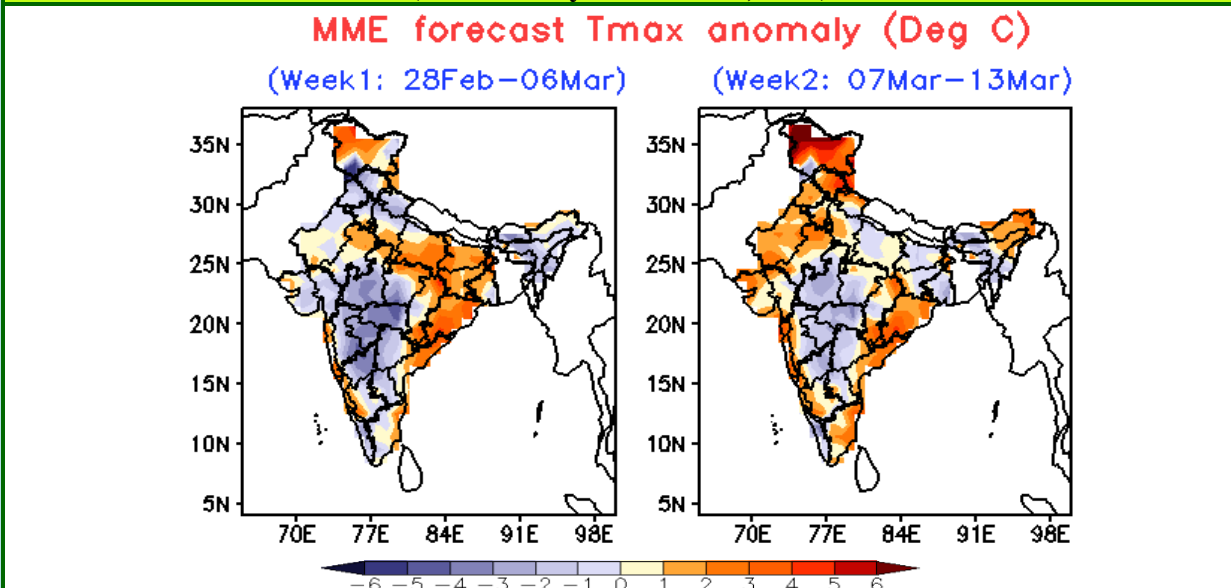 MME forecast Tmax anomaly (Deg C)
(Week1: 28Feb−06Mar) (Week2: 07Mar−13Mar)
35N 35N
30N 30N
25N 25N
20N 20N
15N 15N
10N 10N
5N 5N
70E 77E 84E 91E 98E 70E 77E 84E 91E 98E
−6 −5 −4 −3 −2 −1 0 1 2 3 4 5 6